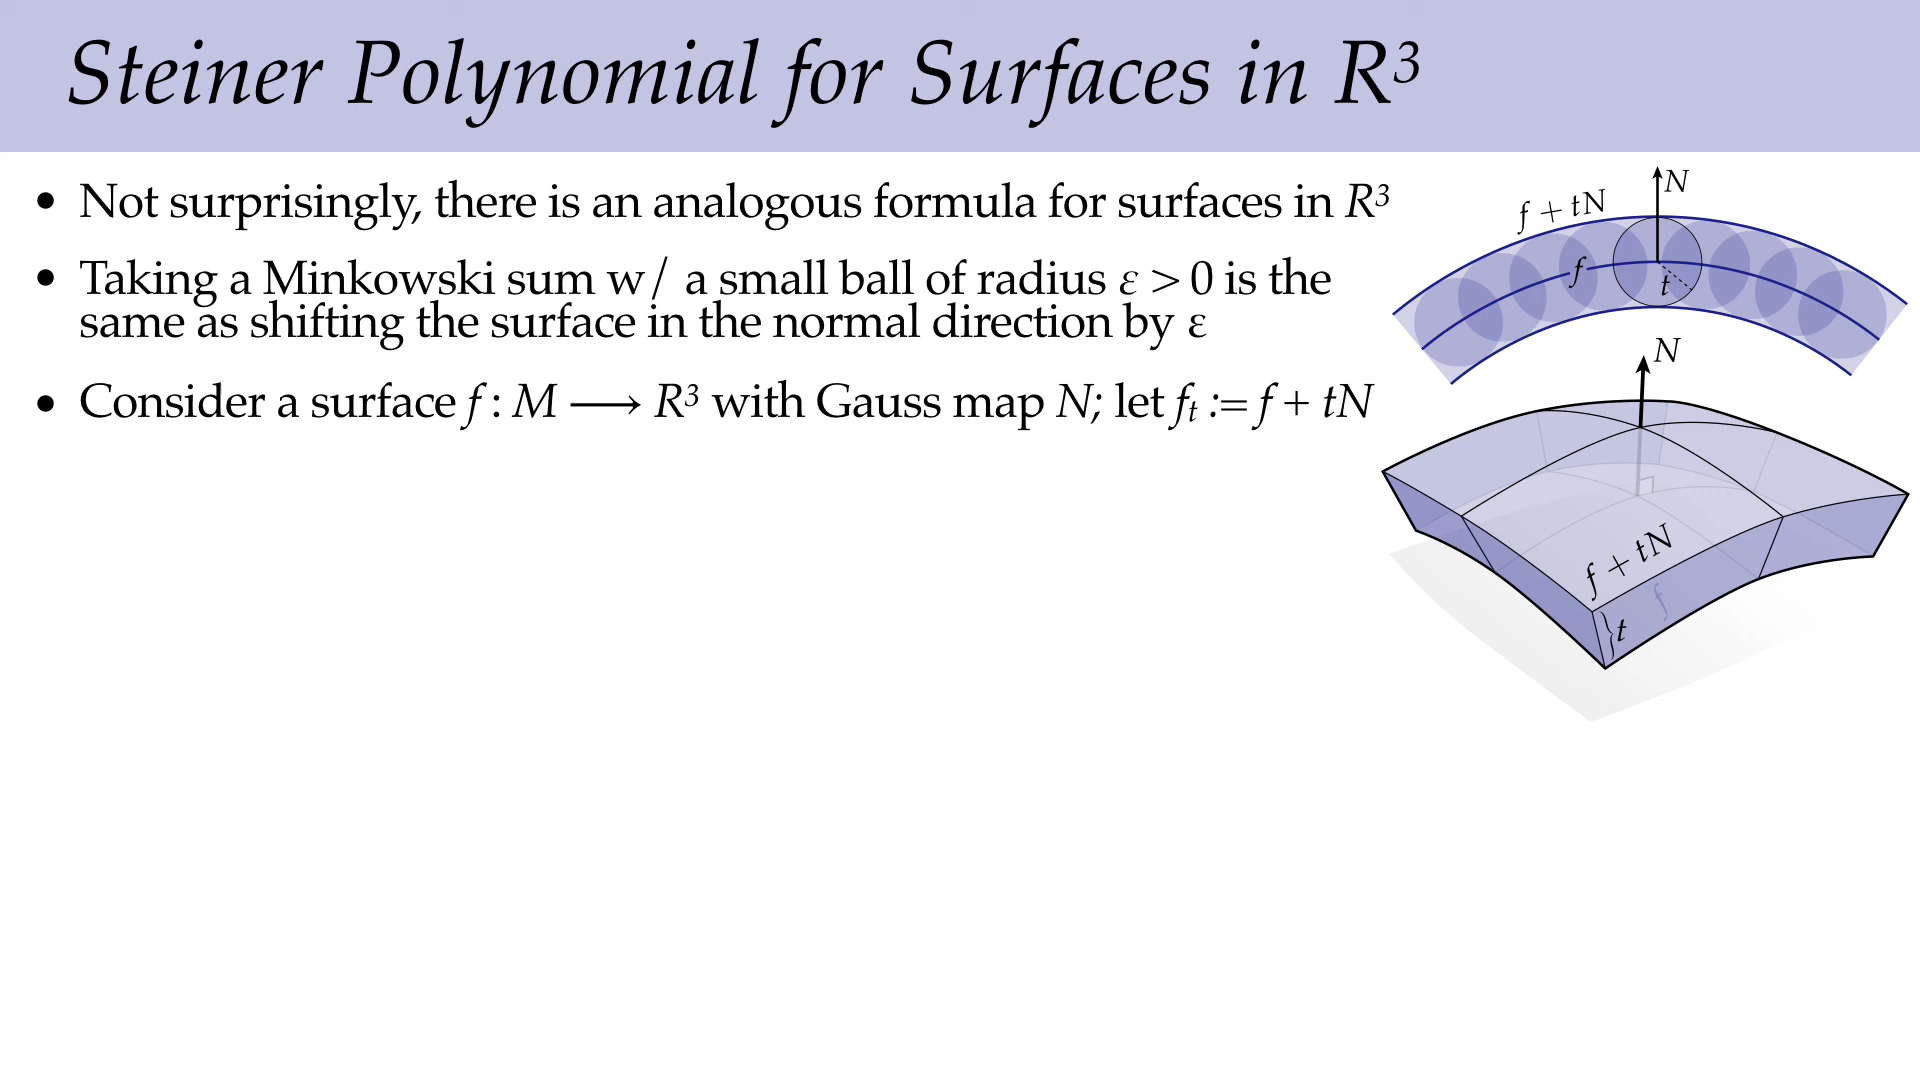 Steiner Polynomial for Surfaces in R³
• Not surprisingly, there is an analogous formula for surfaces in R³
• Taking a Minkowski sum w/ a small ball of radius ε > 0 is the
same as shifting the surface in the normal direction by ε
• Consider a surface f : M ⟶ R³ with Gauss map N; let fₜ := f + tN
N
f + tN
f
t
N
f + tN
f
t